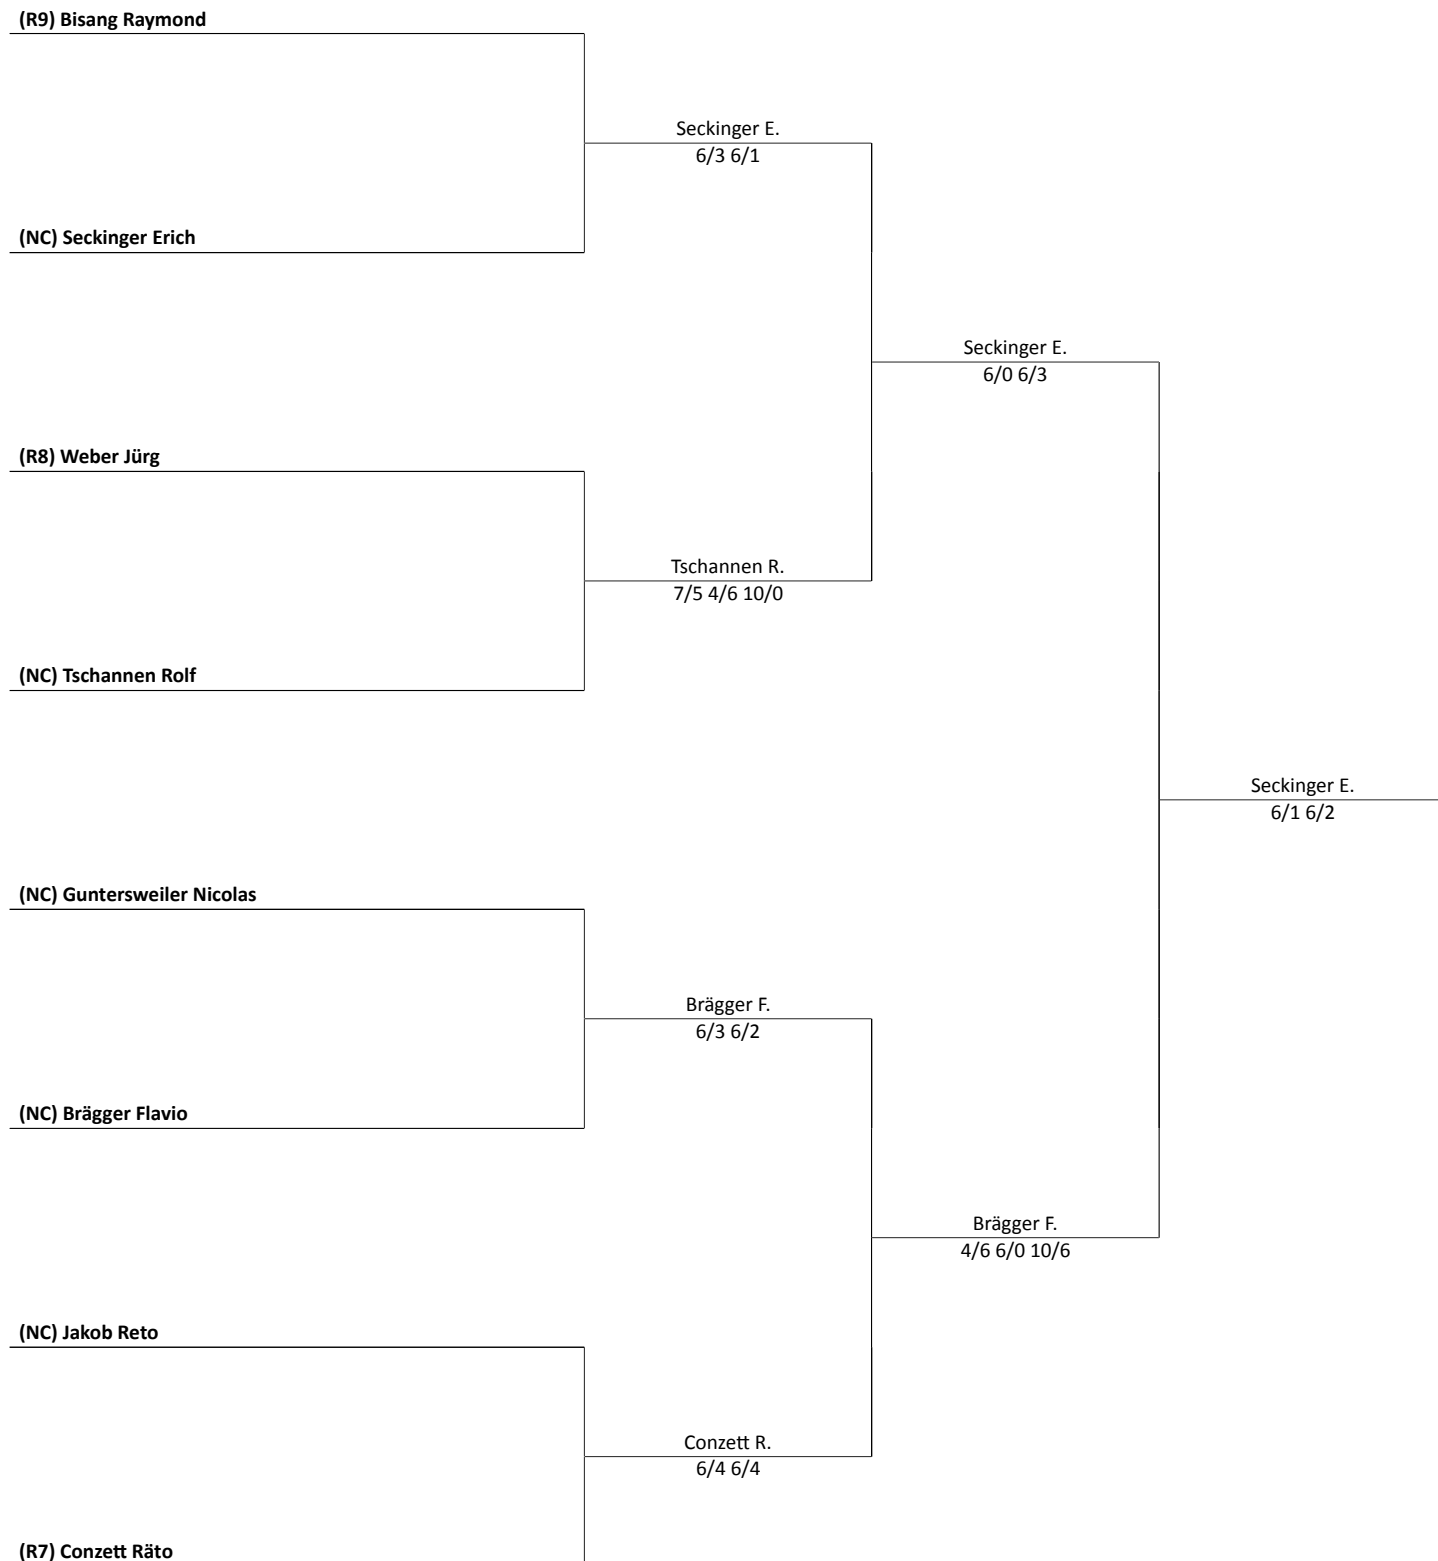 (R9) Bisang Raymond
Seckinger E.
6/3 6/1
(NC) Seckinger Erich
Seckinger E.
6/0 6/3
(R8) Weber Jürg
Tschannen R.
7/5 4/6 10/0
(NC) Tschannen Rolf
Seckinger E.
6/1 6/2
(NC) Guntersweiler Nicolas
Brägger F.
6/3 6/2
(NC) Brägger Flavio
Brägger F.
4/6 6/0 10/6
(NC) Jakob Reto
Conzett R.
6/4 6/4
(R7) Conzett Räto